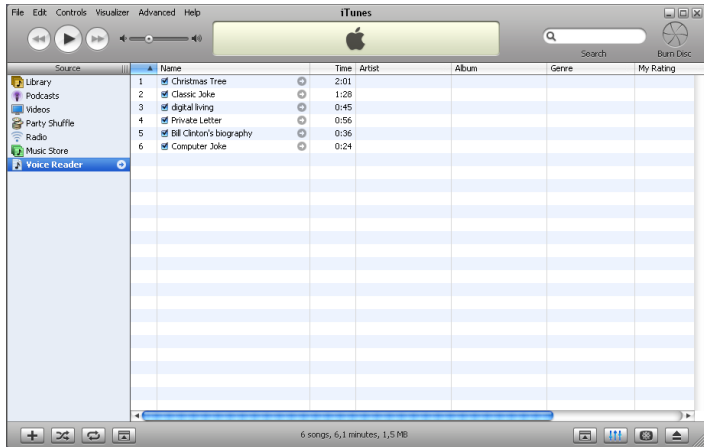 File Edit Controls Visualizer Advanced Help iTunes
Search Burn Disc
Source Name Time Artist Album Genre My Rating
Library 1 Christmas Tree 2:01
Podcasts 2 Classic Joke 1:28
Videos 3 digital living 0:45
Party Shuffle 4 Private Letter 0:56
Radio 5 Bill Clinton's biography 0:36
Music Store 6 Computer Joke 0:24
Voice Reader
6 songs, 6,1 minutes, 1,5 MB